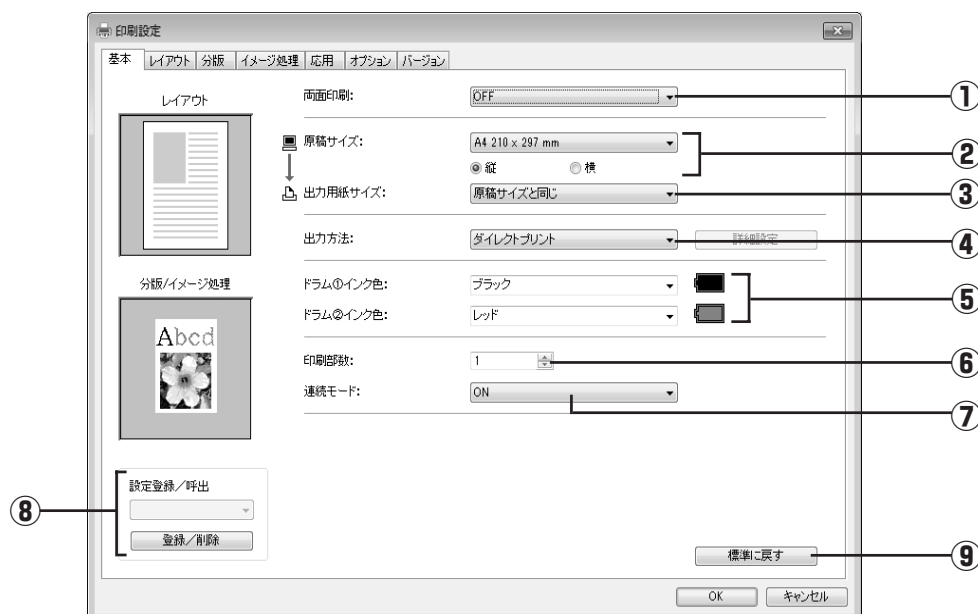 印刷設定
基本 レイアウト 分版 イメージ処理 応用 オプション バージョン
レイアウト
両面印刷: OFF ①
原稿サイズ: A4 210 x 297 mm ②
縦 横
出力用紙サイズ: 原稿サイズと同じ ③
出力方法: ダイレクトプリント 詳細設定 ④
分版/イメージ処理
Abcd
ドラム①インク色: ブラック ⑤
ドラム②インク色: レッド
印刷部数: 1 ⑥
連続モード: ON ⑦
⑧ 設定登録／呼出
登録／削除
標準に戻す ⑨
OK キャンセル